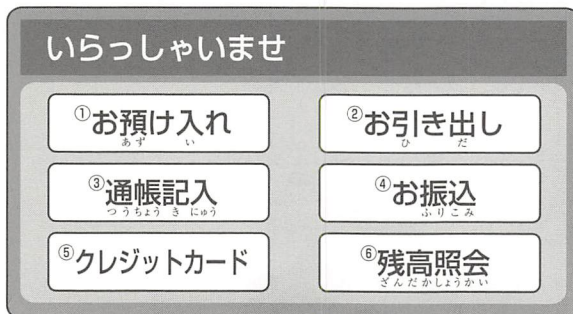 いらっしゃいませ
①お預け入れ ②お引き出し
あず い ひ だ
③通帳記入 ④お振込
つうちょう き にゅう ふりこみ
⑤クレジットカード ⑥残高照会
ざんだかしょうかい